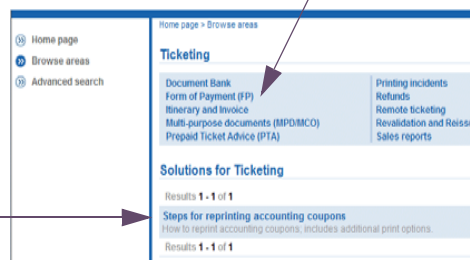 Home page > Browse areas
Home page
Browse areas
Advanced search
Ticketing
Document Bank
Form of Payment (FP)
Itinerary and Invoice
Multi-purpose documents (MPD/MCO)
Prepaid Ticket Advice (PTA)
Printing incidents
Refunds
Remote ticketing
Revalidation and Reissu
Sales reports
Solutions for Ticketing
Results 1 - 1 of 1
Steps for reprinting accounting coupons
How to reprint accounting coupons, includes additional print options.
Results 1 - 1 of 1